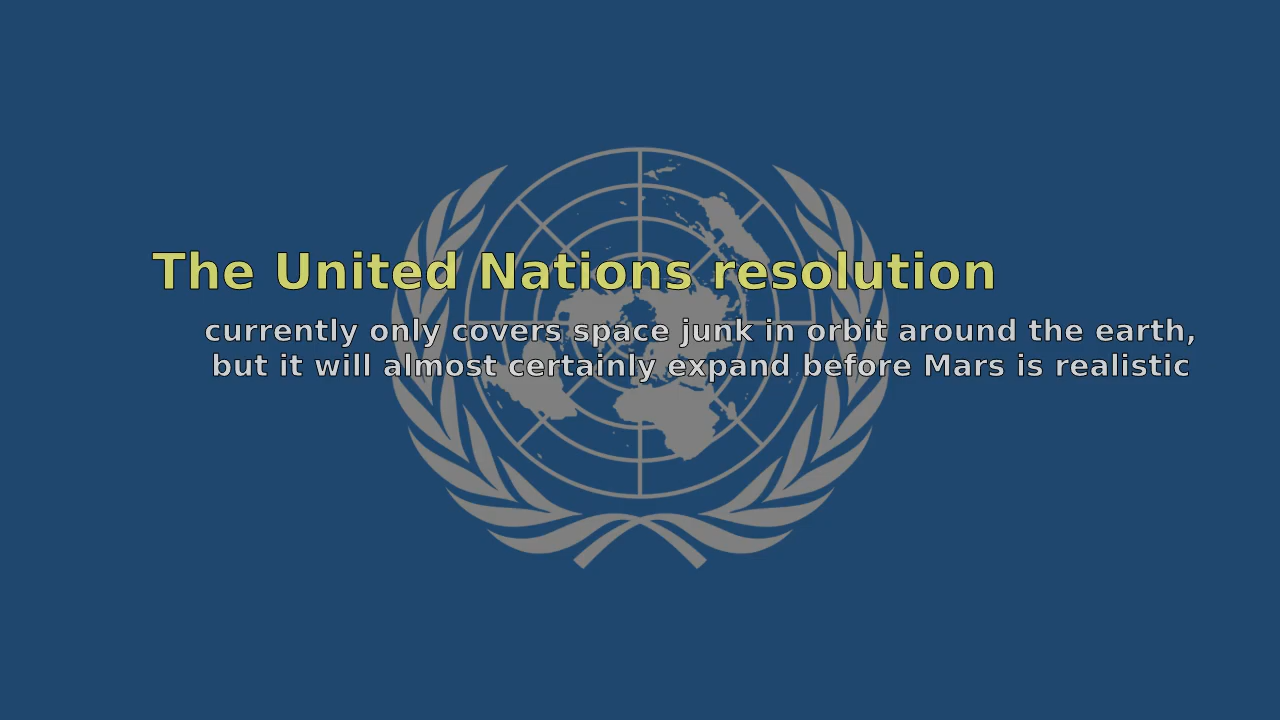 The United Nations resolution
currently only covers space junk in orbit around the earth,
but it will almost certainly expand before Mars is realistic